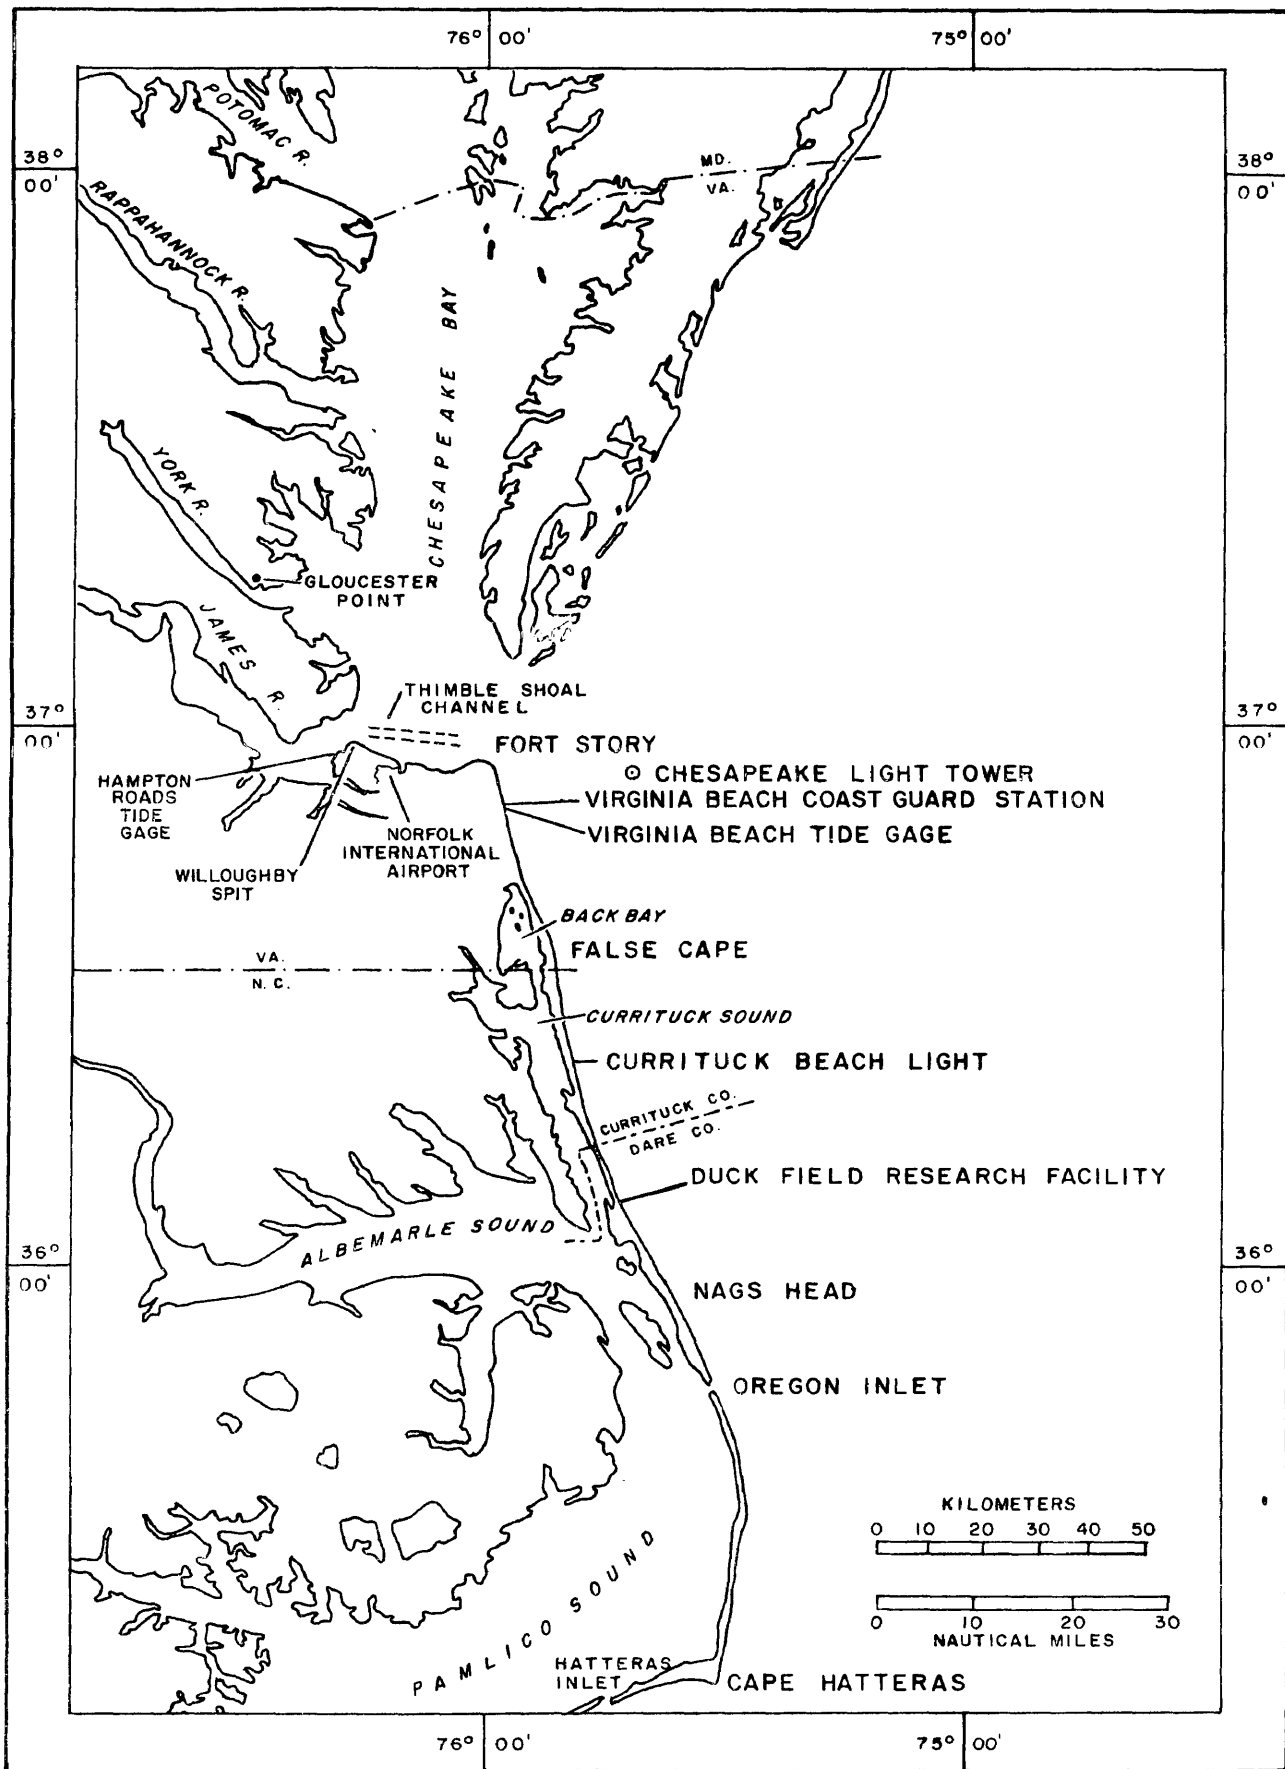 76° 00'
75° 00'
38°
00'
38°
00'
POTOMAC R.
MD.
VA.
RAPPAHANNOCK R.
CHESAPEAKE BAY
YORK R.
GLOUCESTER
POINT
JAMES R.
THIMBLE SHOAL
CHANNEL
37°
00'
37°
00'
FORT STORY
CHESAPEAKE LIGHT TOWER
HAMPTON
ROADS
TIDE
GAGE
VIRGINIA BEACH COAST GUARD STATION
VIRGINIA BEACH TIDE GAGE
NORFOLK
INTERNATIONAL
AIRPORT
WILLOUGHBY
SPIT
BACK BAY
FALSE CAPE
VA.
N.C.
CURRITUCK SOUND
CURRITUCK BEACH LIGHT
CURRITUCK CO.
DARE CO.
DUCK FIELD RESEARCH FACILITY
ALBEMARLE SOUND
36°
00'
36°
00'
NAGS HEAD
OREGON INLET
KILOMETERS
0 10 20 30 40 50
0 10 20 30
NAUTICAL MILES
PAMLICO SOUND
HATTERAS
INLET
CAPE HATTERAS
76° 00'
75° 00'